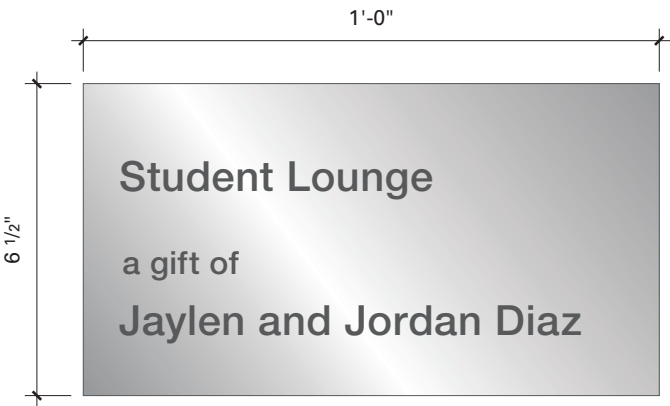 1'-0"
6 1/2"
Student Lounge
a gift of
Jaylen and Jordan Diaz